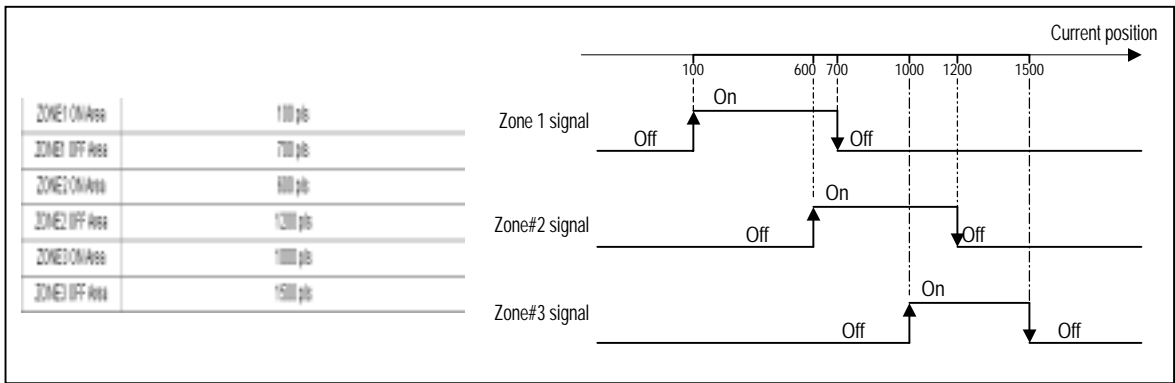 Current position
100 600 700 1000 1200 1500
ZONE1 ON Area 100 pls
ZONE1 OFF Area 700 pls
ZONE2 ON Area 600 pls
ZONE2 OFF Area 1200 pls
ZONE3 ON Area 1000 pls
ZONE3 OFF Area 1500 pls
Zone 1 signal
Off
On
Off
Zone#2 signal
Off
On
Off
Zone#3 signal
Off
On
Off